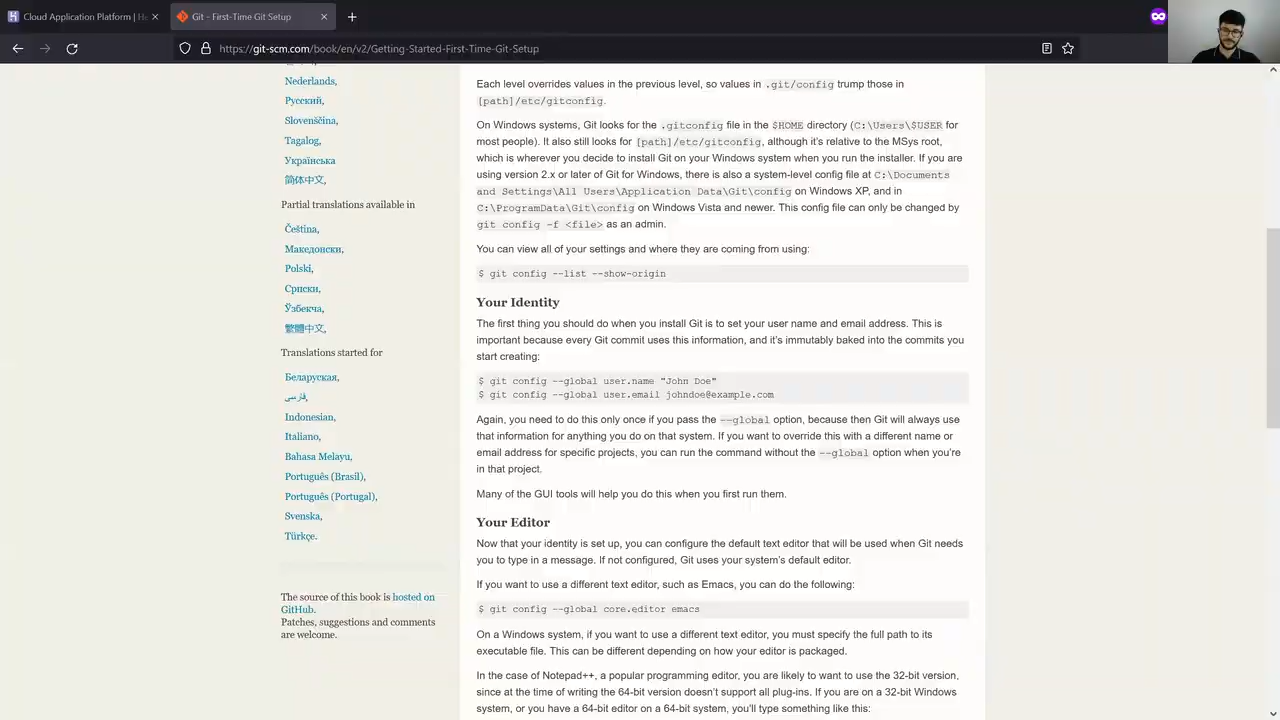 Cloud Application Platform | H
Git - First-Time Git Setup
https://git-scm.com/book/en/v2/Getting-Started-First-Time-Git-Setup
Nederlands,
Русский,
Slovenščina,
Tagalog,
Українська
简体中文,
Partial translations available in
Čeština,
Македонски,
Polski,
Српски,
Ўзбекча,
繁體中文,
Translations started for
Беларуская,
فارسی,
Indonesian,
Italiano,
Bahasa Melayu,
Português (Brasil),
Português (Portugal),
Svenska,
Türkçe.
The source of this book is hosted on
GitHub.
Patches, suggestions and comments
are welcome.
Each level overrides values in the previous level, so values in .git/config trump those in
[path]/etc/gitconfig.
On Windows systems, Git looks for the .gitconfig file in the $HOME directory (C:\Users\$USER for
most people). It also still looks for [path]/etc/gitconfig, although it's relative to the MSys root,
which is wherever you decide to install Git on your Windows system when you run the installer. If you are
using version 2.x or later of Git for Windows, there is also a system-level config file at C:\Documents
and Settings\All Users\Application Data\Git\config on Windows XP, and in
C:\ProgramData\Git\config on Windows Vista and newer. This config file can only be changed by
git config -f <file> as an admin.
You can view all of your settings and where they are coming from using:
$ git config --list --show-origin
Your Identity
The first thing you should do when you install Git is to set your user name and email address. This is
important because every Git commit uses this information, and it's immutably baked into the commits you
start creating:
$ git config --global user.name "John Doe"
$ git config --global user.email johndoe@example.com
Again, you need to do this only once if you pass the --global option, because then Git will always use
that information for anything you do on that system. If you want to override this with a different name or
email address for specific projects, you can run the command without the --global option when you're
in that project.
Many of the GUI tools will help you do this when you first run them.
Your Editor
Now that your identity is set up, you can configure the default text editor that will be used when Git needs
you to type in a message. If not configured, Git uses your system's default editor.
If you want to use a different text editor, such as Emacs, you can do the following:
$ git config --global core.editor emacs
On a Windows system, if you want to use a different text editor, you must specify the full path to its
executable file. This can be different depending on how your editor is packaged.
In the case of Notepad++, a popular programming editor, you are likely to want to use the 32-bit version,
since at the time of writing the 64-bit version doesn't support all plug-ins. If you are on a 32-bit Windows
system, or you have a 64-bit editor on a 64-bit system, you'll type something like this: